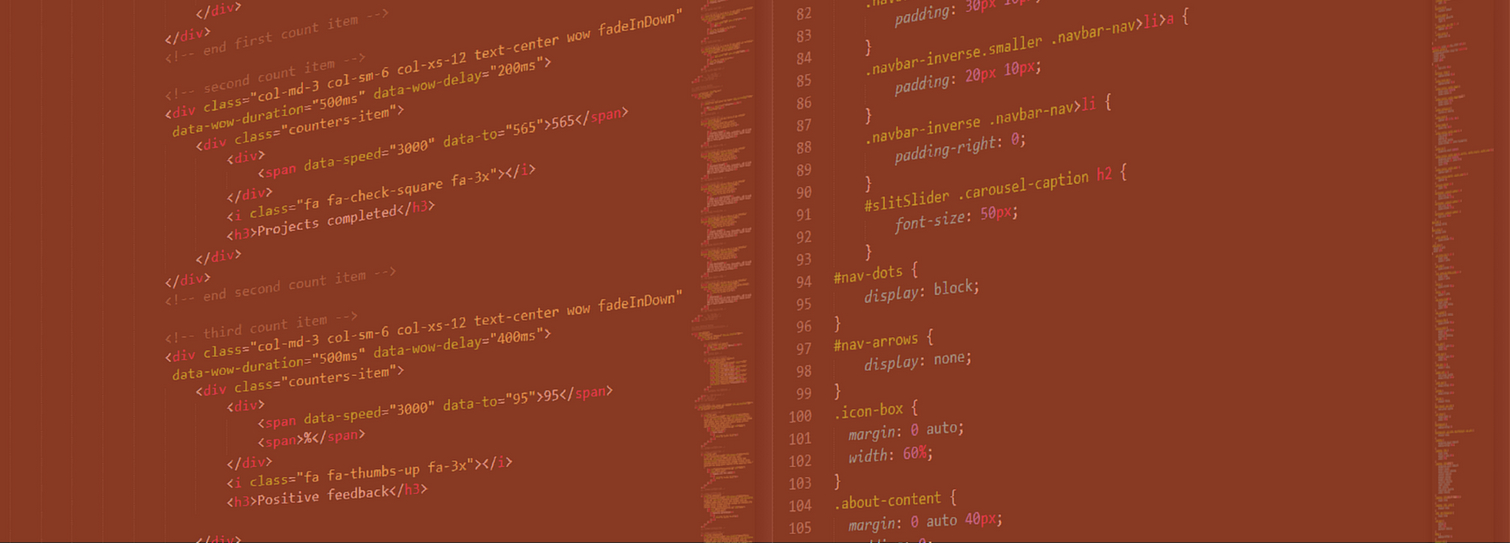 </div>
</div>
<!-- end first count item -->
<!-- second count item -->
<div class="col-md-3 col-sm-6 col-xs-12 text-center wow fadeInDown"
data-wow-duration="500ms" data-wow-delay="200ms">
<div class="counters-item">
<div>
<span data-speed="3000" data-to="565">565</span>
</div>
<i class="fa fa-check-square fa-3x"></i>
<h3>Projects completed</h3>
</div>
</div>
<!-- end second count item -->
<!-- third count item -->
<div class="col-md-3 col-sm-6 col-xs-12 text-center wow fadeInDown"
data-wow-duration="500ms" data-wow-delay="400ms">
<div class="counters-item">
<div>
<span data-speed="3000" data-to="95">95</span>
<span>%</span>
</div>
<i class="fa fa-thumbs-up fa-3x"></i>
<h3>Positive feedback</h3>
</div>
82 padding: 30px 10px;
83 }
84 .navbar-inverse.smaller .navbar-nav>li>a {
85 padding: 20px 10px;
86 }
87 .navbar-inverse .navbar-nav>li {
88 padding-right: 0;
89 }
90 #slitSlider .carousel-caption h2 {
91 font-size: 50px;
92 }
93
94 #nav-dots {
95 display: block;
96 }
97 #nav-arrows {
98 display: none;
99 }
100 .icon-box {
101 margin: 0 auto;
102 width: 60%;
103 }
104 .about-content {
105 margin: 0 auto 40px;